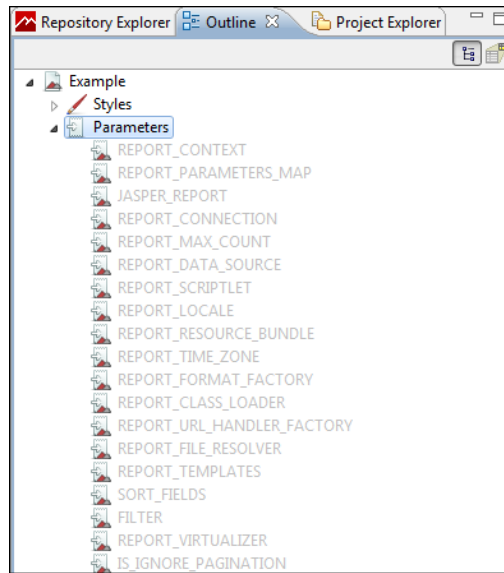 Repository Explorer Outline Project Explorer
Example
Styles
Parameters
REPORT_CONTEXT
REPORT_PARAMETERS_MAP
JASPER_REPORT
REPORT_CONNECTION
REPORT_MAX_COUNT
REPORT_DATA_SOURCE
REPORT_SCRIPTLET
REPORT_LOCALE
REPORT_RESOURCE_BUNDLE
REPORT_TIME_ZONE
REPORT_FORMAT_FACTORY
REPORT_CLASS_LOADER
REPORT_URL_HANDLER_FACTORY
REPORT_FILE_RESOLVER
REPORT_TEMPLATES
SORT_FIELDS
FILTER
REPORT_VIRTUALIZER
IS_IGNORE_PAGINATION